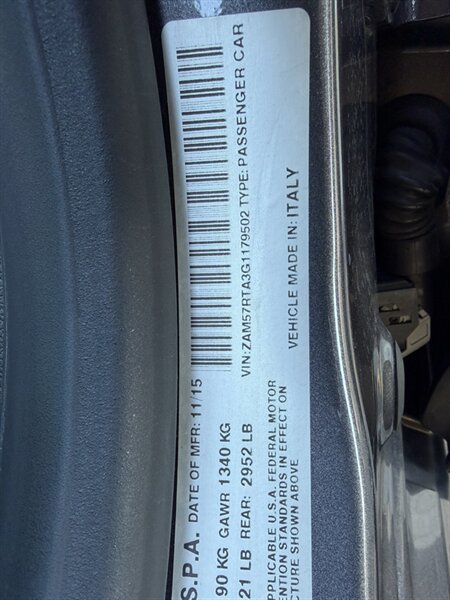 S.P.A. DATE OF MFR: 11/15
90 KG GAWR 1340 KG
21 LB REAR: 2952 LB
VIN:ZAM57RTA3G1179502 TYPE: PASSENGER CAR
PPLICABLE U.S.A. FEDERAL MOTOR
ENTION STANDARDS IN EFFECT ON
CTURE SHOWN ABOVE
VEHICLE MADE IN: ITALY